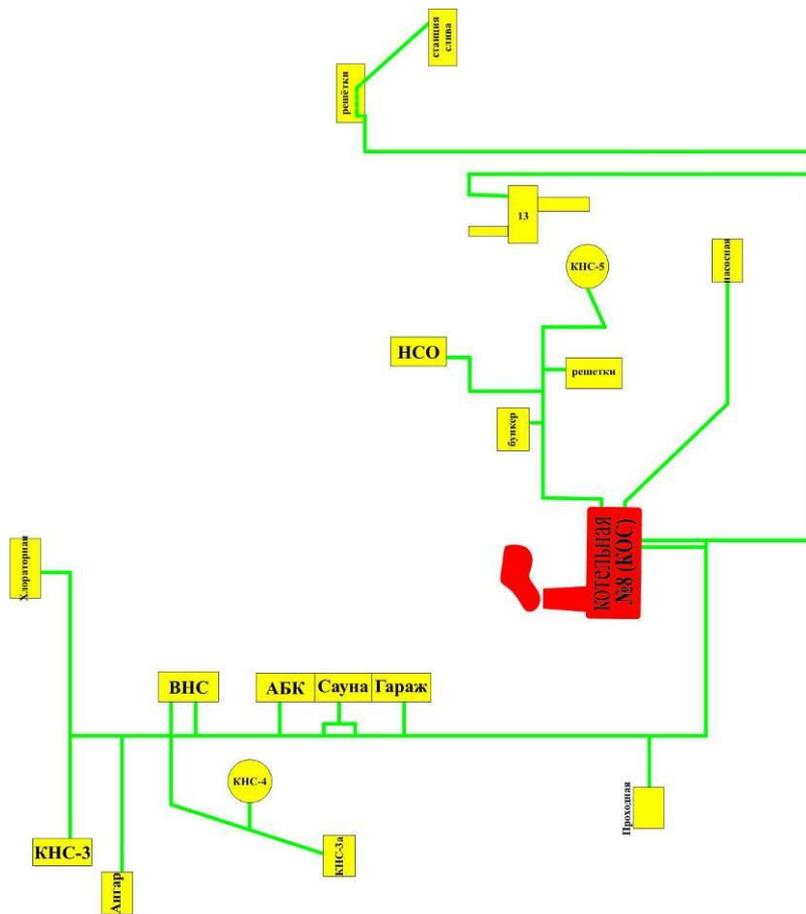 станция
слива
решётки
13
КНС-5
насосная
НСО
решетки
бункер
котельная
№8 (КОС)
Хлораторная
ВНС
АБК
Сауна
Гараж
КНС-4
Проходная
КНС-3
КНС-3а
Ангар